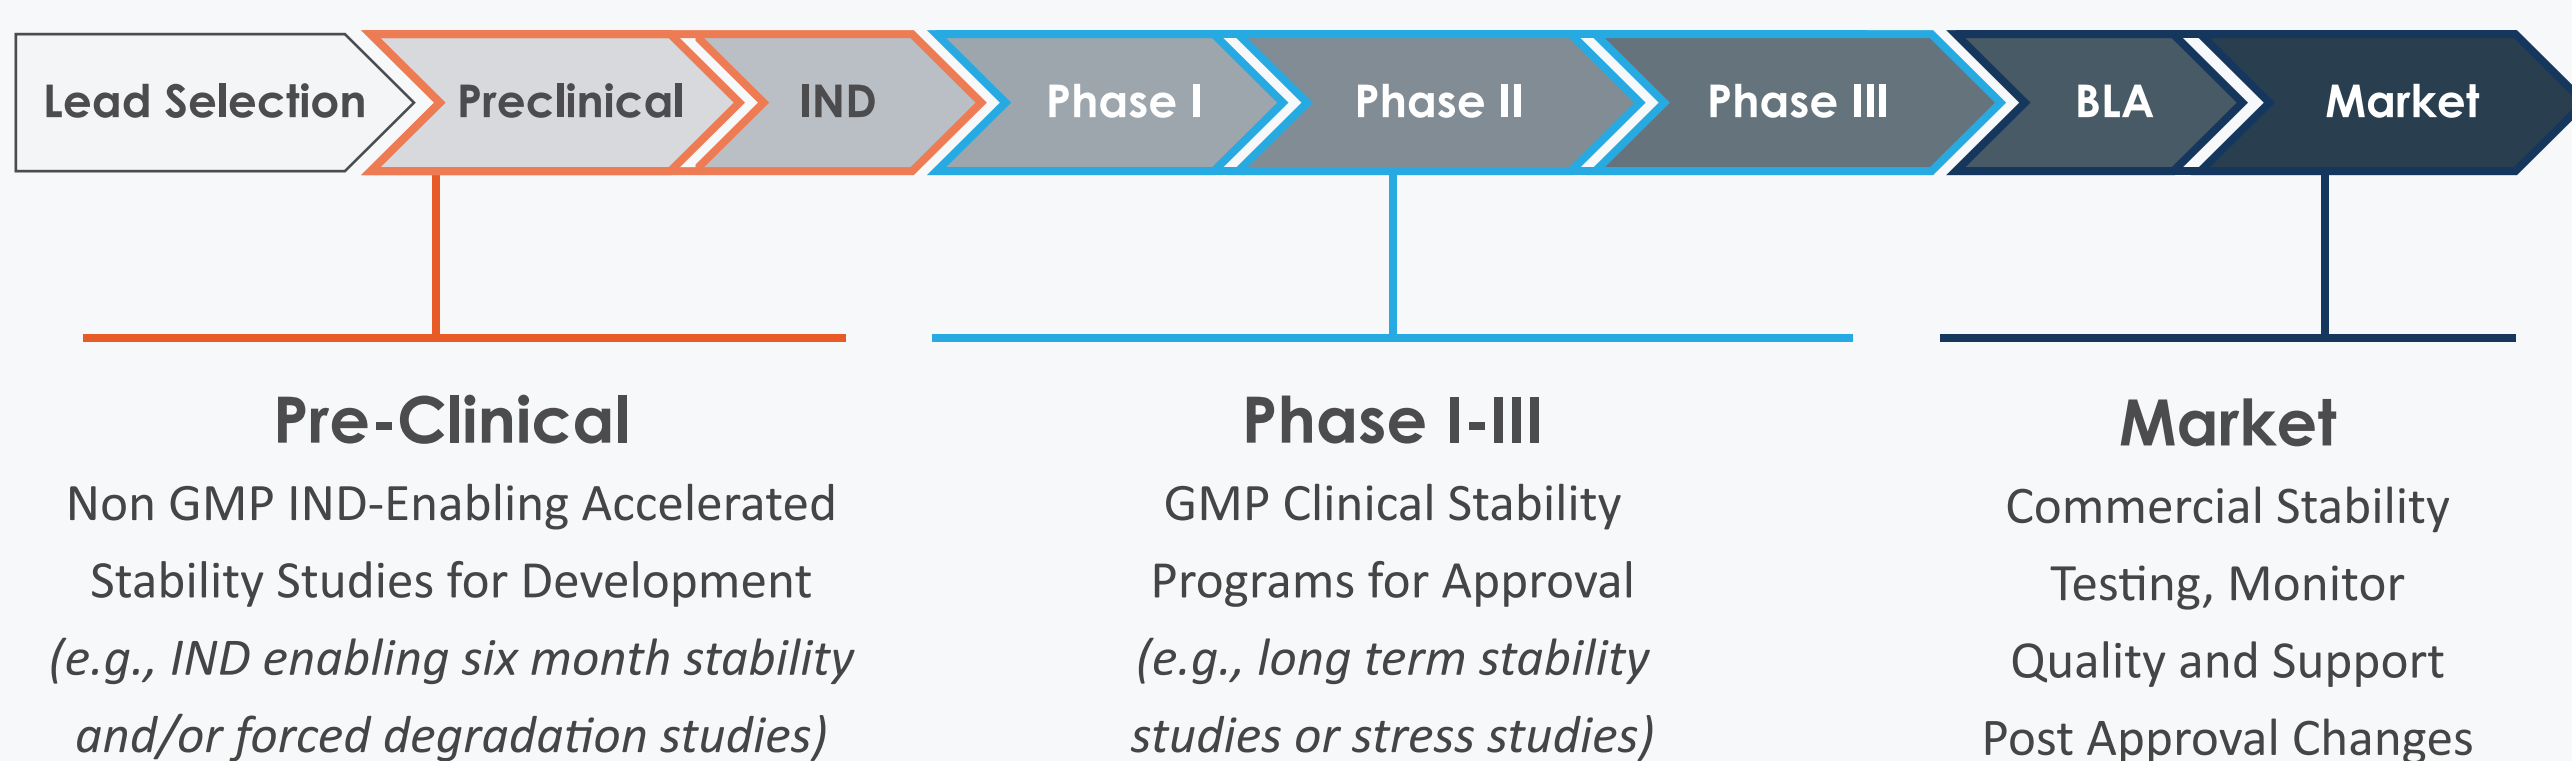 Lead Selection
Preclinical
IND
Phase I
Phase II
Phase III
BLA
Market
Pre-Clinical
Non GMP IND-Enabling Accelerated
Stability Studies for Development
(e.g., IND enabling six month stability
and/or forced degradation studies)
Phase I-III
GMP Clinical Stability
Programs for Approval
(e.g., long term stability
studies or stress studies)
Market
Commercial Stability
Testing, Monitor
Quality and Support
Post Approval Changes